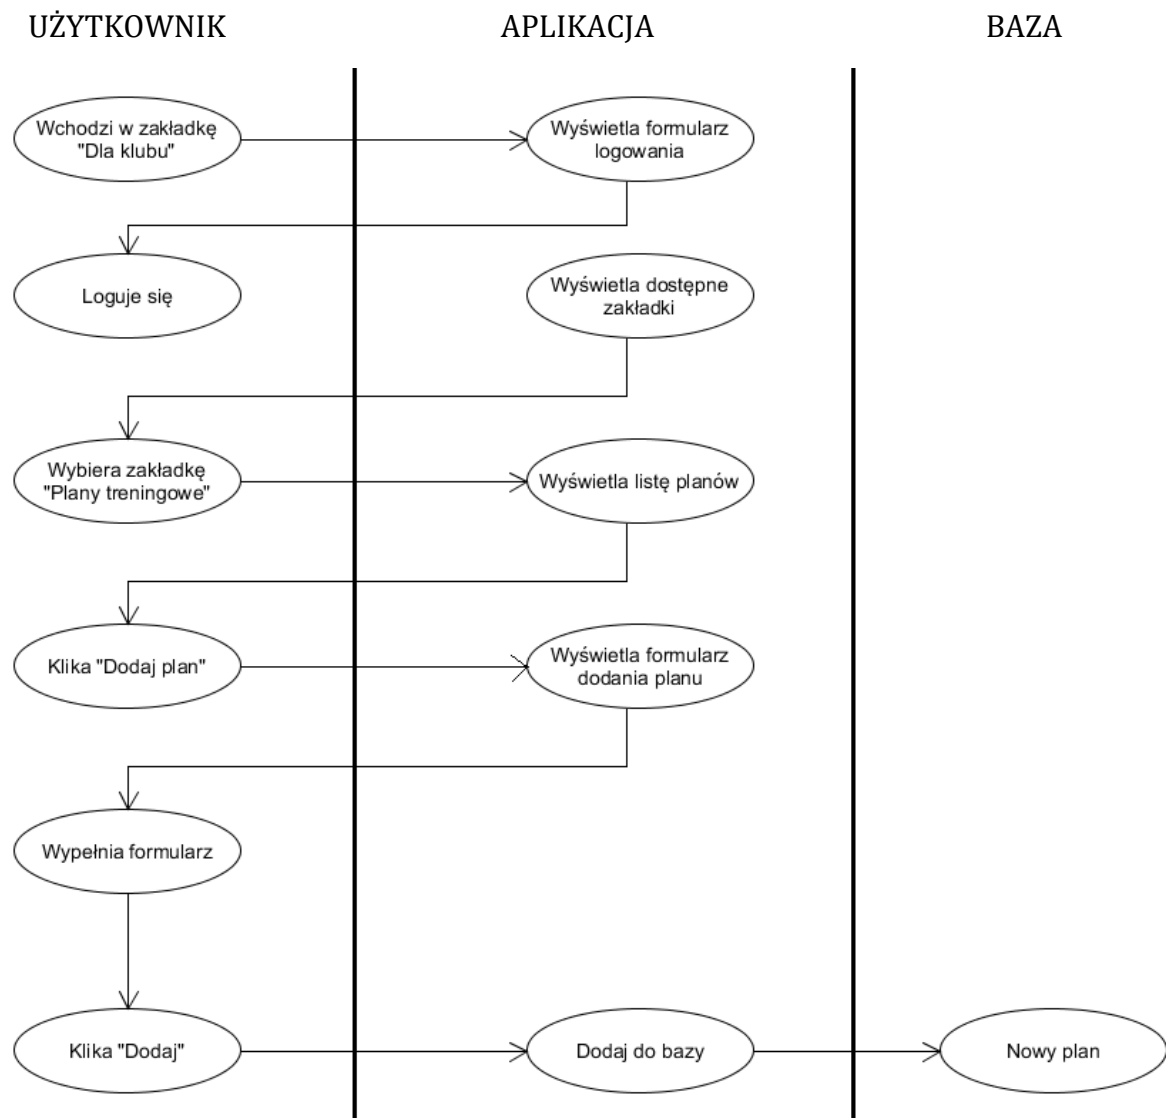 UŻYTKOWNIK
APLIKACJA
BAZA
Wchodzi w zakładkę
"Dla klubu"
Wyświetla formularz
logowania
Loguje się
Wyświetla dostępne
zakładki
Wybiera zakładkę
"Plany treningowe"
Wyświetla listę planów
Klika "Dodaj plan"
Wyświetla formularz
dodania planu
Wypełnia formularz
Klika "Dodaj"
Dodaj do bazy
Nowy plan